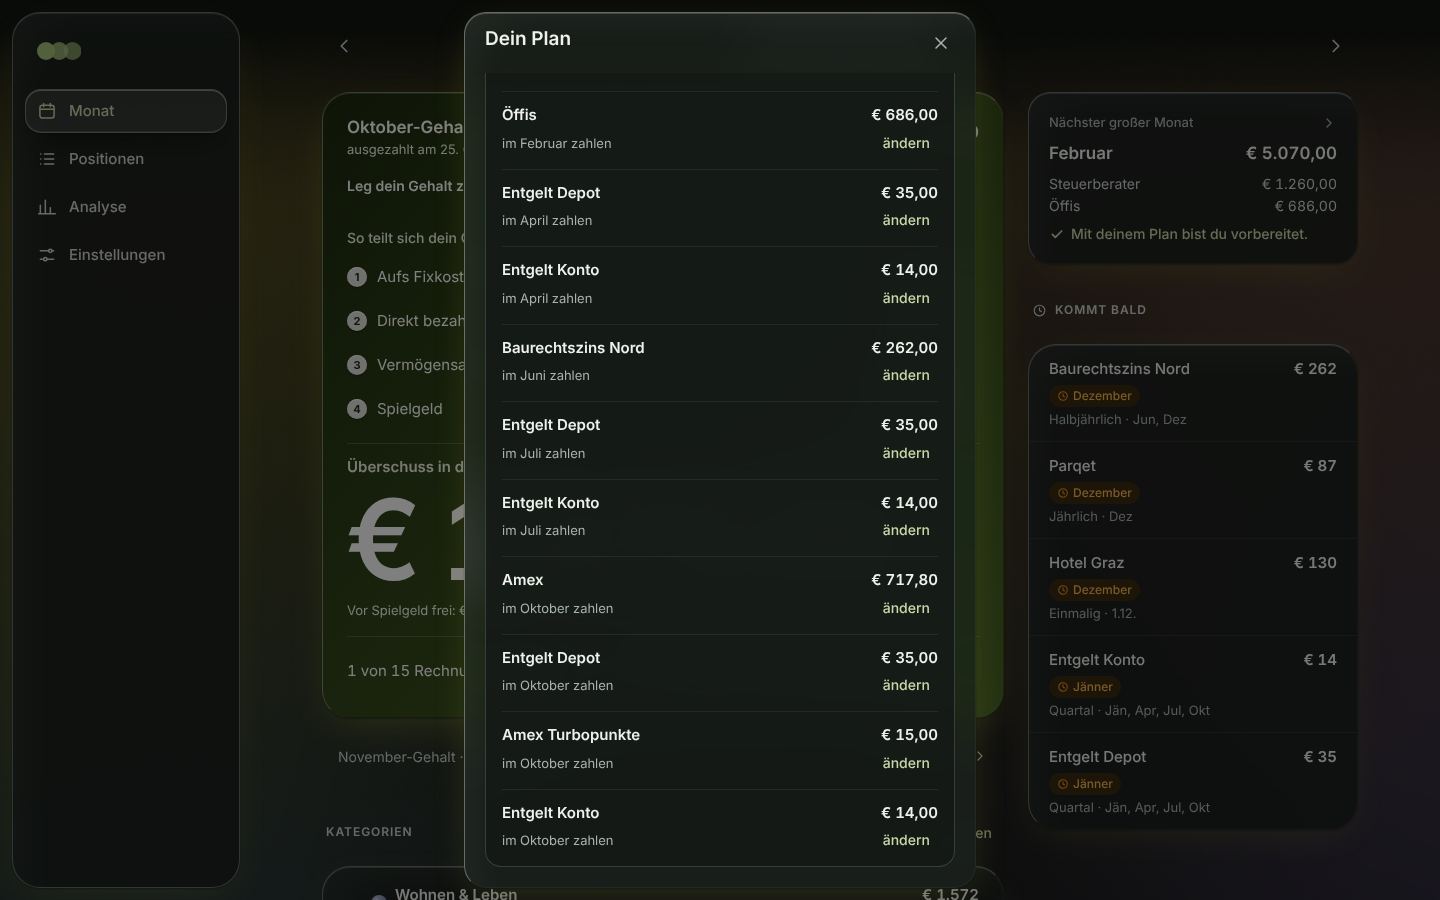 Monat
Positionen
Analyse
Einstellungen
Oktober-Geha
ausgezahlt am 25.
Leg dein Gehalt z
So teilt sich dein
1 Aufs Fixkost
2 Direkt bezah
3 Vermögensa
4 Spielgeld
Überschuss in d
€ 1
Vor Spielgeld frei: €
1 von 15 Rechnu
November-Gehalt ·
KATEGORIEN
en
Wohnen & Leben € 1.572
Dein Plan
Öffis € 686,00
im Februar zahlen ändern
Entgelt Depot € 35,00
im April zahlen ändern
Entgelt Konto € 14,00
im April zahlen ändern
Baurechtszins Nord € 262,00
im Juni zahlen ändern
Entgelt Depot € 35,00
im Juli zahlen ändern
Entgelt Konto € 14,00
im Juli zahlen ändern
Amex € 717,80
im Oktober zahlen ändern
Entgelt Depot € 35,00
im Oktober zahlen ändern
Amex Turbopunkte € 15,00
im Oktober zahlen ändern
Entgelt Konto € 14,00
im Oktober zahlen ändern
Nächster großer Monat
Februar € 5.070,00
Steuerberater € 1.260,00
Öffis € 686,00
Mit deinem Plan bist du vorbereitet.
KOMMT BALD
Baurechtszins Nord € 262
Dezember
Halbjährlich · Jun, Dez
Parqet € 87
Dezember
Jährlich · Dez
Hotel Graz € 130
Dezember
Einmalig · 1.12.
Entgelt Konto € 14
Jänner
Quartal · Jän, Apr, Jul, Okt
Entgelt Depot € 35
Jänner
Quartal · Jän, Apr, Jul, Okt